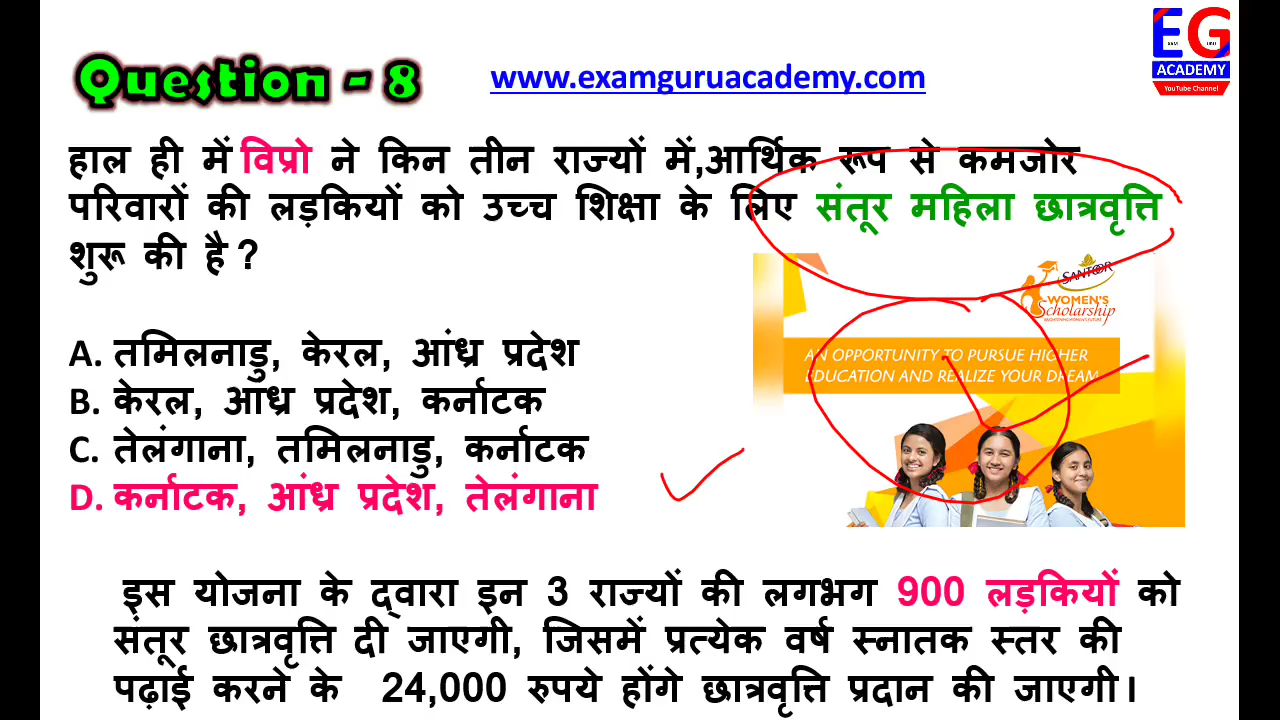 EG
ACADEMY
YouTube Channel
Question - 8
www.examguruacademy.com
हाल ही में विप्रो ने किन तीन राज्यों में,आर्थिक रूप से कमजोर
परिवारों की लड़कियों को उच्च शिक्षा के लिए संतूर महिला छात्रवृत्ति
शुरू की है ?
SANTOOR
WOMEN'S
Scholarship
AN OPPORTUNITY TO PURSUE HIGHER
EDUCATION AND REALIZE YOUR DREAM
A. तमिलनाडु, केरल, आंध्र प्रदेश
B. केरल, आंध्र प्रदेश, कर्नाटक
C. तेलंगाना, तमिलनाडु, कर्नाटक
D. कर्नाटक, आंध्र प्रदेश, तेलंगाना
इस योजना के द्वारा इन 3 राज्यों की लगभग 900 लड़कियों को
संतूर छात्रवृत्ति दी जाएगी, जिसमें प्रत्येक वर्ष स्नातक स्तर की
पढ़ाई करने के 24,000 रुपये होंगे छात्रवृत्ति प्रदान की जाएगी।